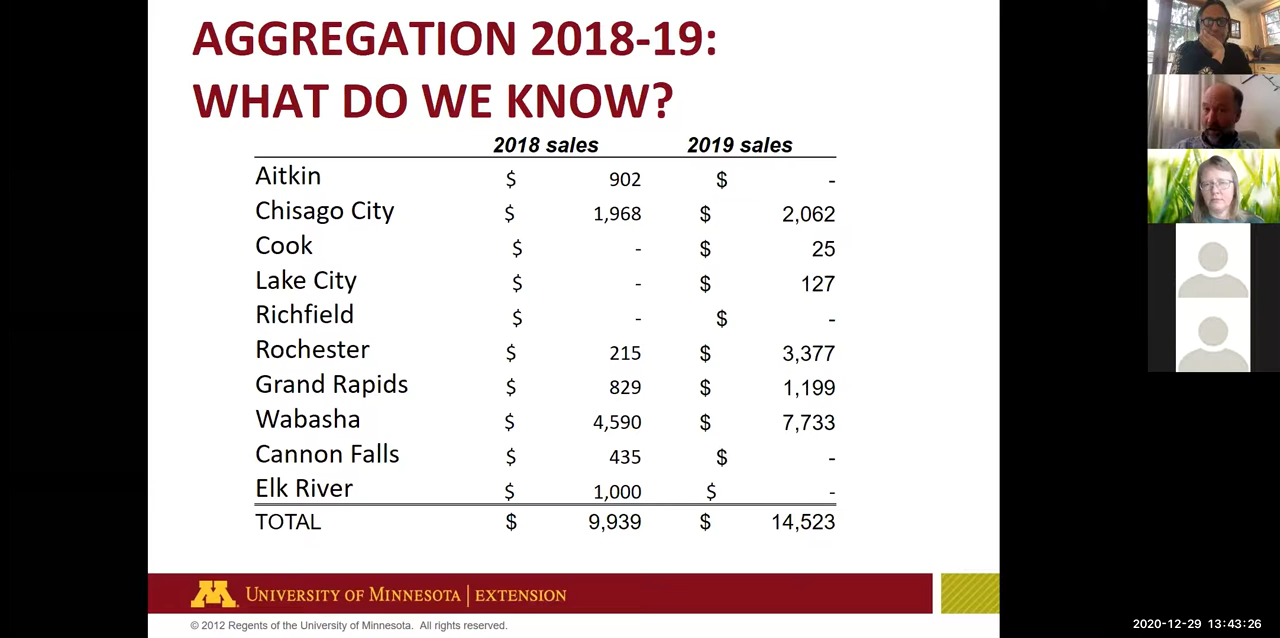 AGGREGATION 2018-19:
WHAT DO WE KNOW?
2018 sales 2019 sales
Aitkin $ 902 $ -
Chisago City $ 1,968 $ 2,062
Cook $ - $ 25
Lake City $ - $ 127
Richfield $ - $ -
Rochester $ 215 $ 3,377
Grand Rapids $ 829 $ 1,199
Wabasha $ 4,590 $ 7,733
Cannon Falls $ 435 $ -
Elk River $ 1,000 $ -
TOTAL $ 9,939 $ 14,523
M UNIVERSITY OF MINNESOTA | EXTENSION
© 2012 Regents of the University of Minnesota. All rights reserved.
2020-12-29 13:43:26